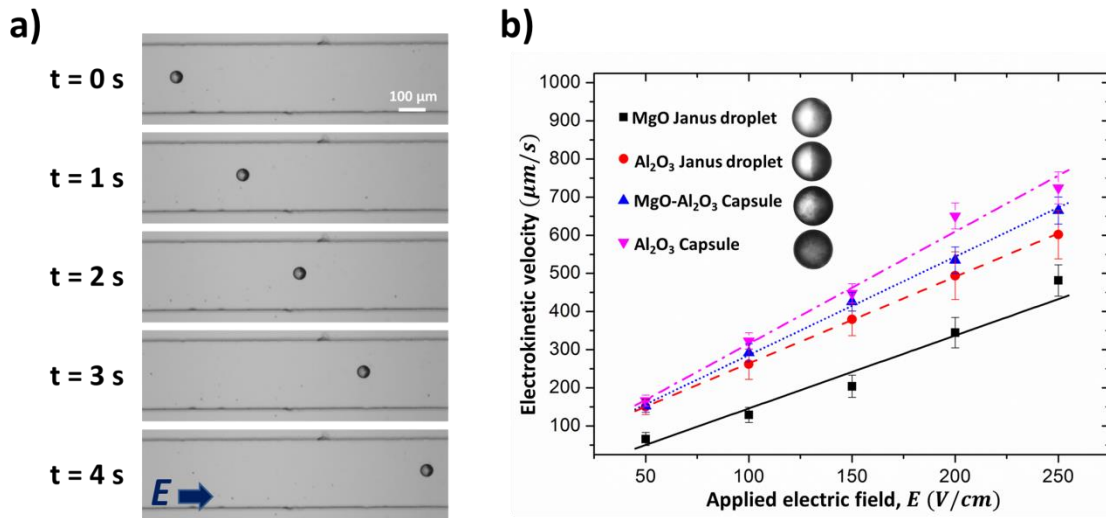 a)
t = 0 s
100 μm
t = 1 s
t = 2 s
t = 3 s
t = 4 s
E
b)
Electrokinetic velocity (μm/s)
1000
900
800
700
600
500
400
300
200
100
MgO Janus droplet
Al₂O₃ Janus droplet
MgO-Al₂O₃ Capsule
Al₂O₃ Capsule
50 100 150 200 250
Applied electric field, E (V/cm)